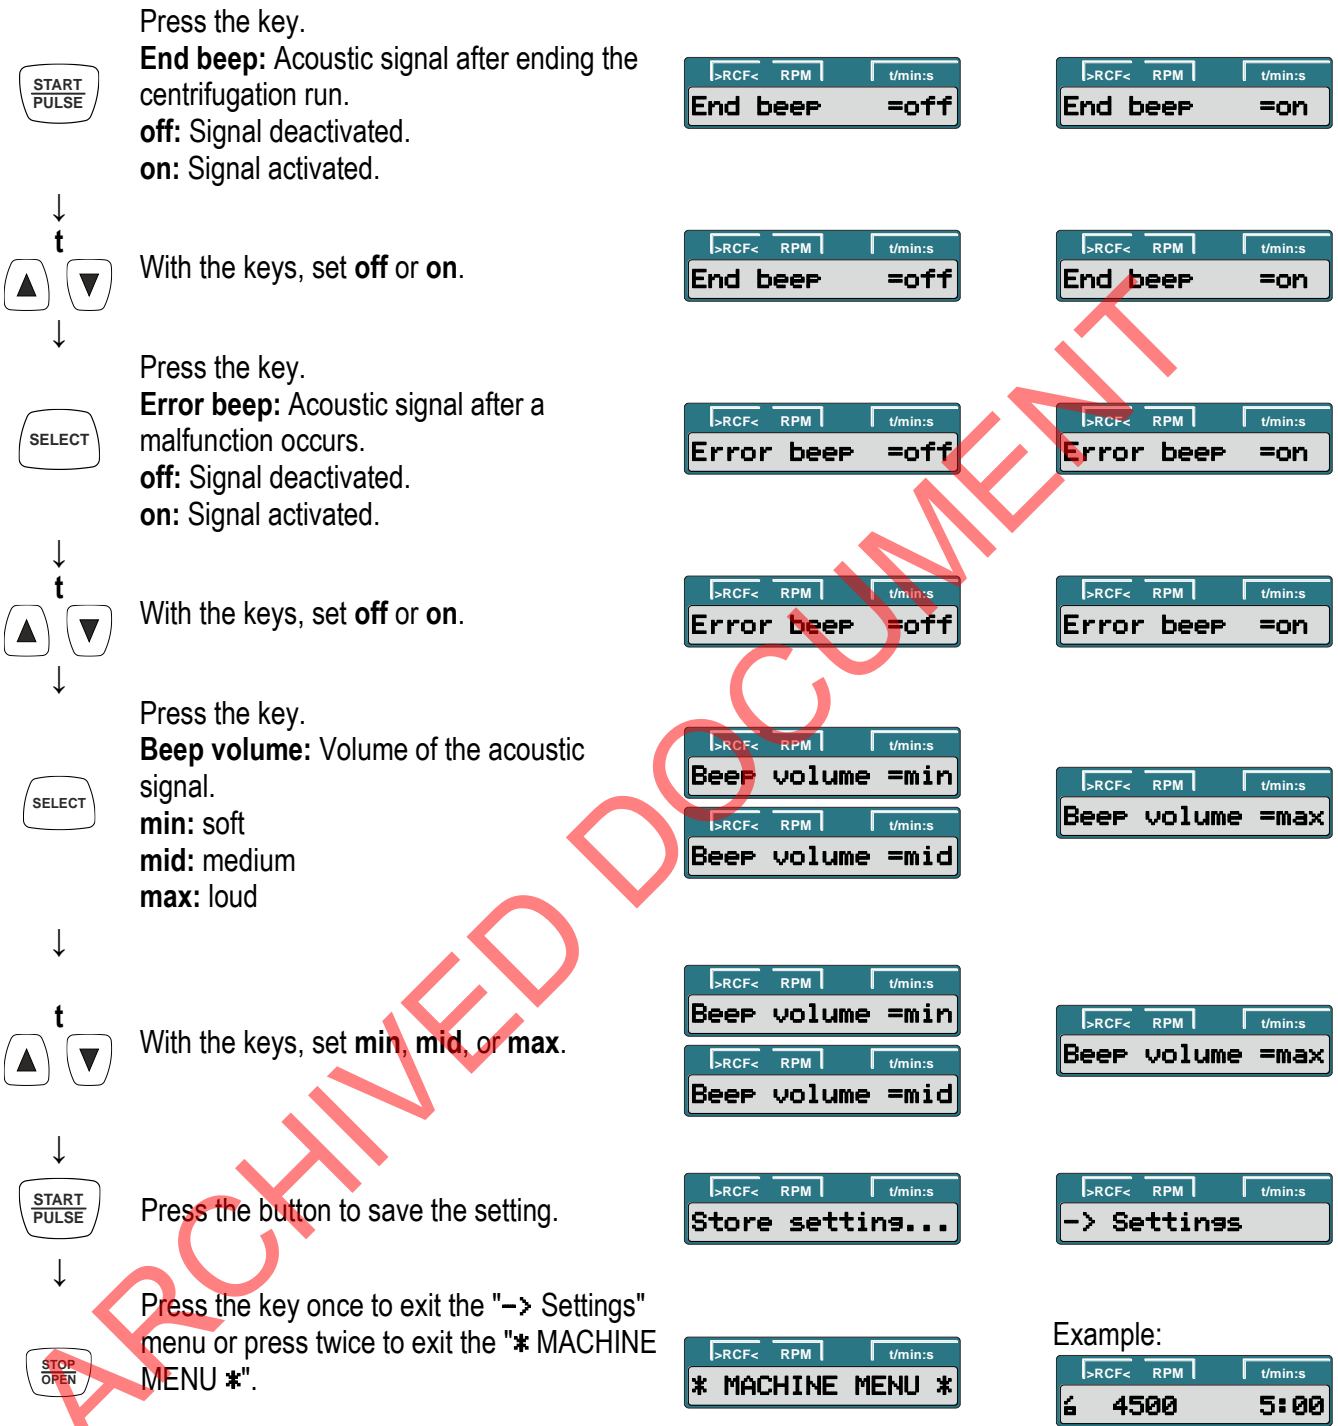 Press the key.
End beep: Acoustic signal after ending the
centrifugation run.
off: Signal deactivated.
on: Signal activated.
START
PULSE
>RCF< RPM t/min:s
End beep =off
>RCF< RPM t/min:s
End beep =on
↓
t
▲ ▼
With the keys, set off or on.
>RCF< RPM t/min:s
End beep =off
>RCF< RPM t/min:s
End beep =on
↓
Press the key.
Error beep: Acoustic signal after a
malfunction occurs.
off: Signal deactivated.
on: Signal activated.
SELECT
>RCF< RPM t/min:s
Error beep =off
>RCF< RPM t/min:s
Error beep =on
↓
t
▲ ▼
With the keys, set off or on.
>RCF< RPM t/min:s
Error beep =off
>RCF< RPM t/min:s
Error beep =on
↓
Press the key.
Beep volume: Volume of the acoustic
signal.
min: soft
mid: medium
max: loud
SELECT
>RCF< RPM t/min:s
Beep volume =min
>RCF< RPM t/min:s
Beep volume =mid
>RCF< RPM t/min:s
Beep volume =max
↓
t
▲ ▼
With the keys, set min, mid, or max.
>RCF< RPM t/min:s
Beep volume =min
>RCF< RPM t/min:s
Beep volume =mid
>RCF< RPM t/min:s
Beep volume =max
↓
START
PULSE
Press the button to save the setting.
>RCF< RPM t/min:s
Store setting...
>RCF< RPM t/min:s
-> Settings
↓
STOP
OPEN
Press the key once to exit the "-> Settings"
menu or press twice to exit the "* MACHINE
MENU *".
>RCF< RPM t/min:s
* MACHINE MENU *
Example:
>RCF< RPM t/min:s
4500 5:00
ARCHIVED DOCUMENT